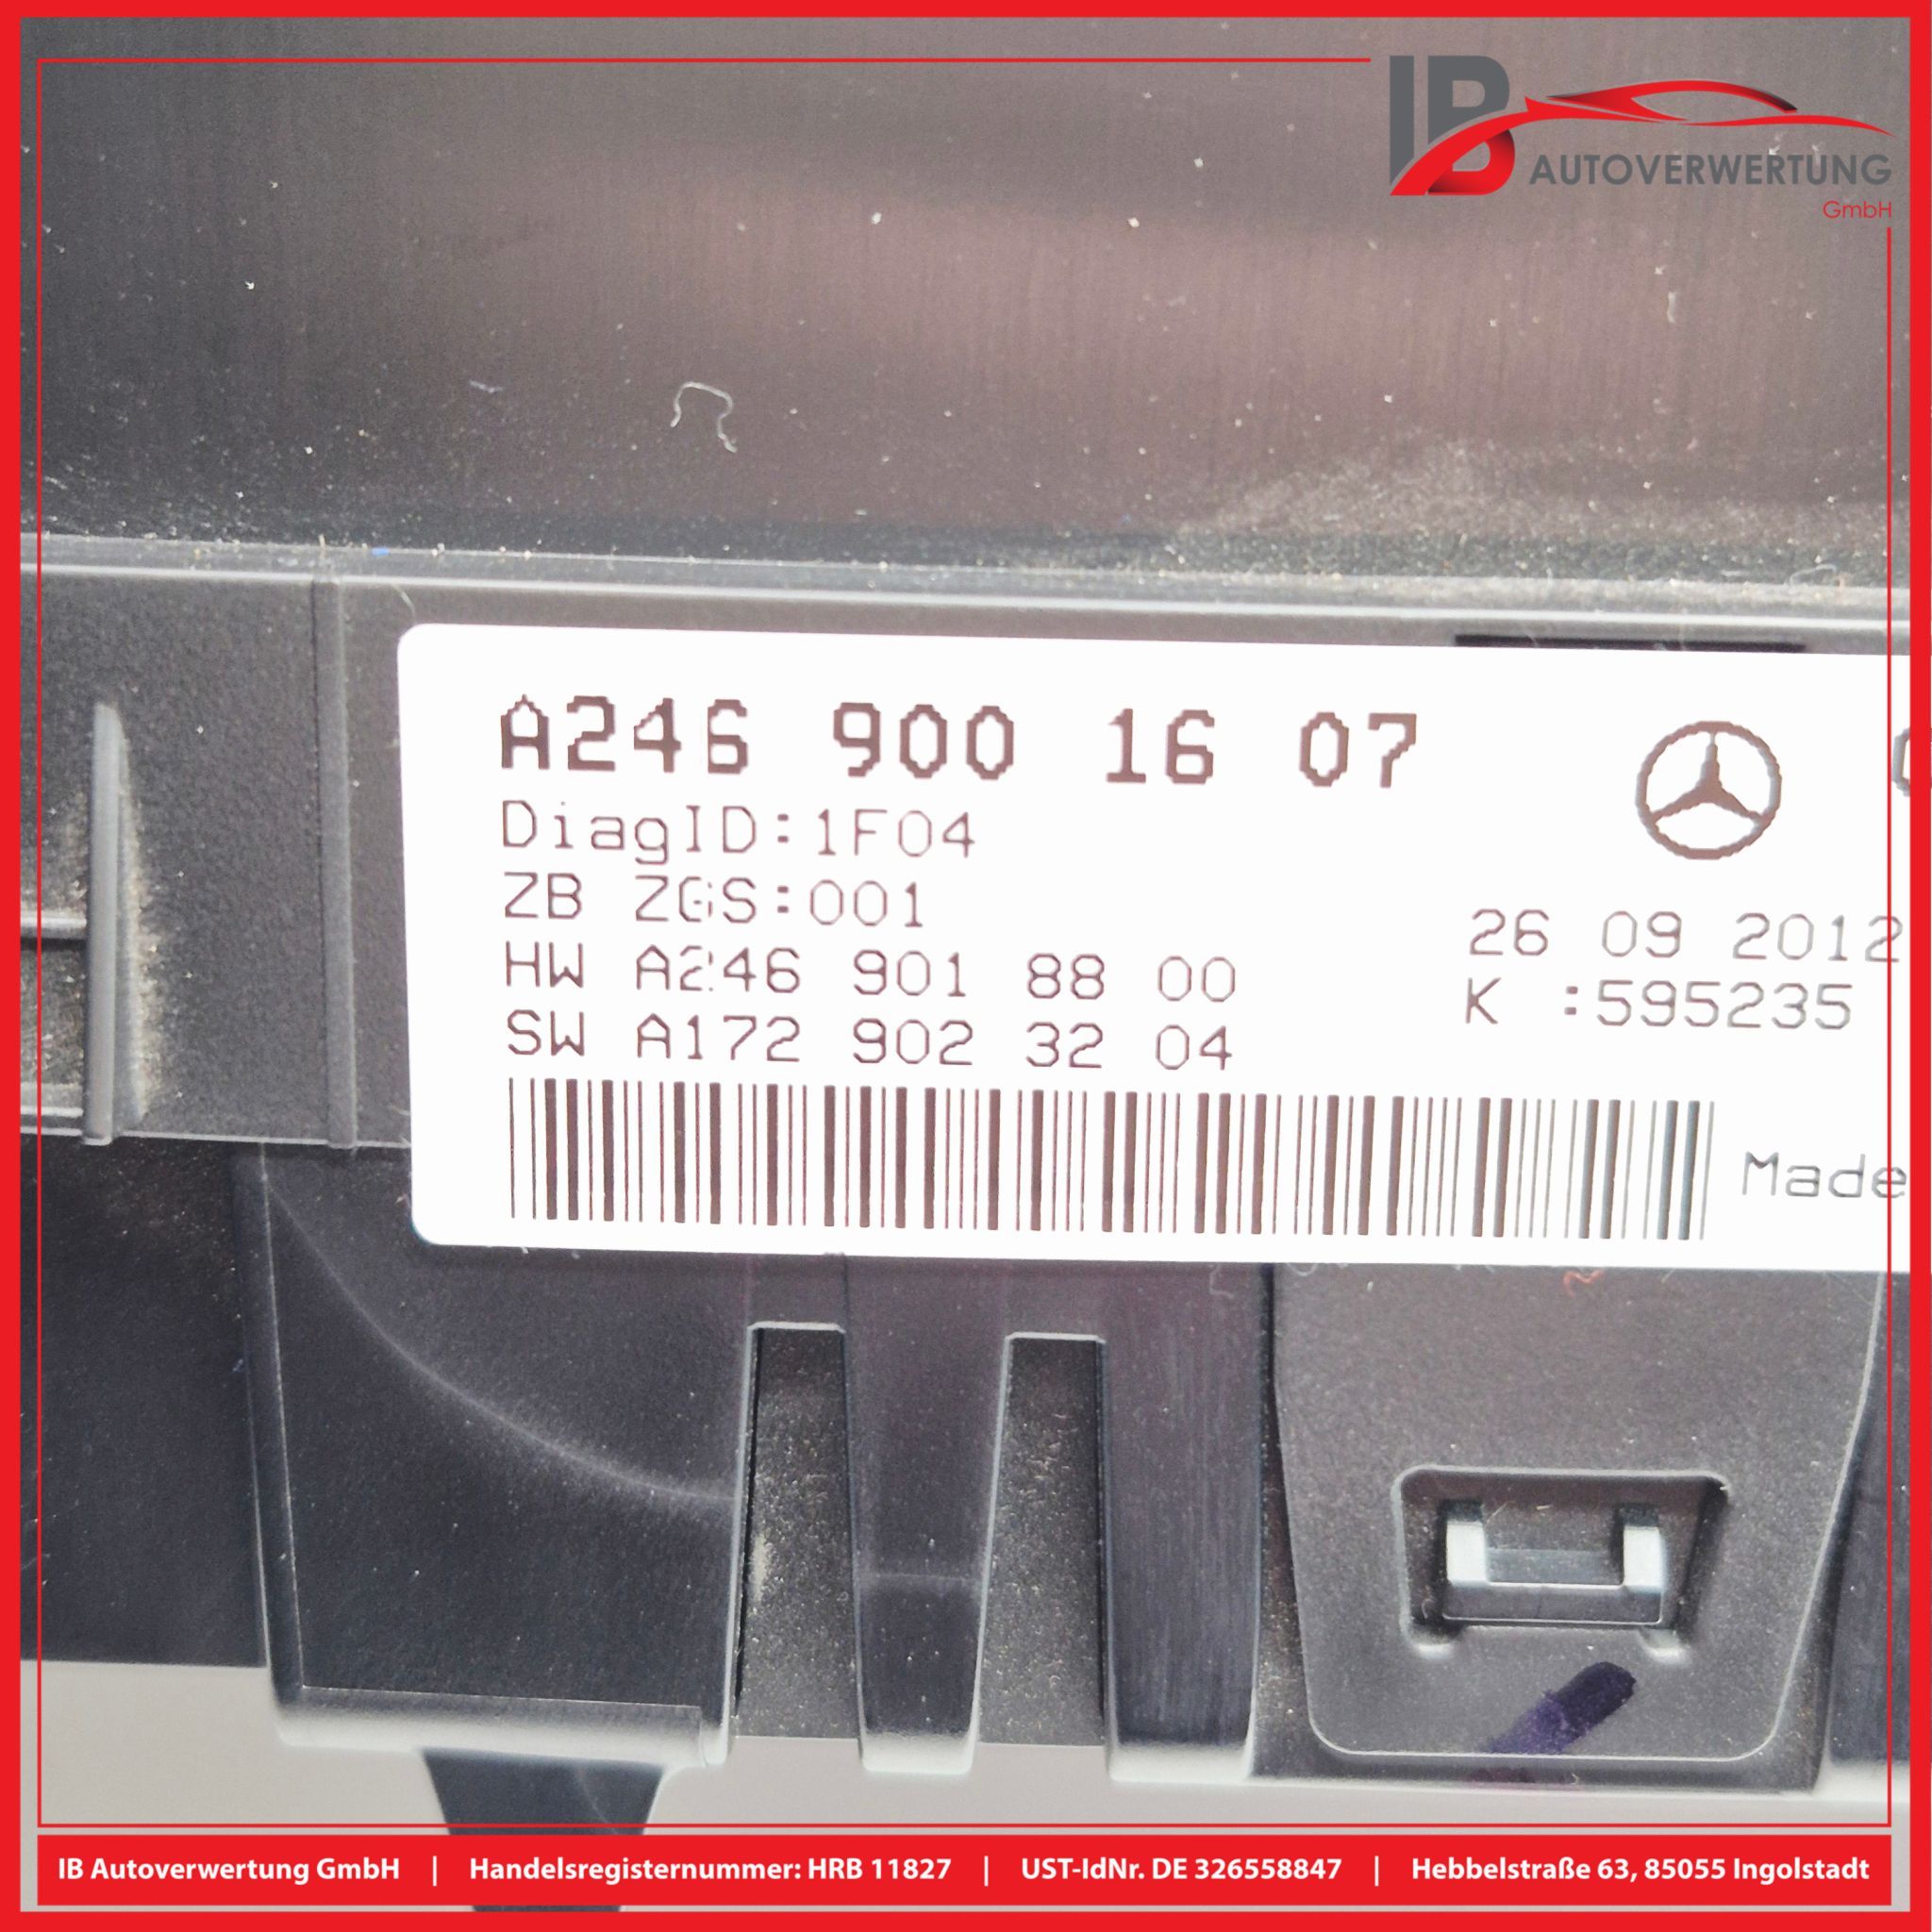 IB
AUTOVERWERTUNG
GmbH
A246 900 16 07
DiagID:1F04
ZB ZGS:001
26 09 2012
HW A246 901 88 00
K :595235
SW A172 902 32 04
Made
IB Autoverwertung GmbH | Handelsregisternummer: HRB 11827 | UST-IdNr. DE 326558847 | Hebbelstraße 63, 85055 Ingolstadt